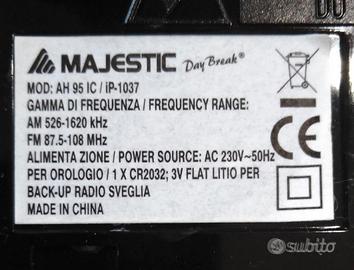 MAJESTIC Day Break®
MOD: AH 95 IC / iP-1037
GAMMA DI FREQUENZA / FREQUENCY RANGE:
AM 526-1620 kHz
FM 87.5-108 MHz
ALIMENTA ZIONE / POWER SOURCE: AC 230V~50Hz
PER OROLOGIO / 1 X CR2032; 3V FLAT LITIO PER
BACK-UP RADIO SVEGLIA
MADE IN CHINA
CE
subito